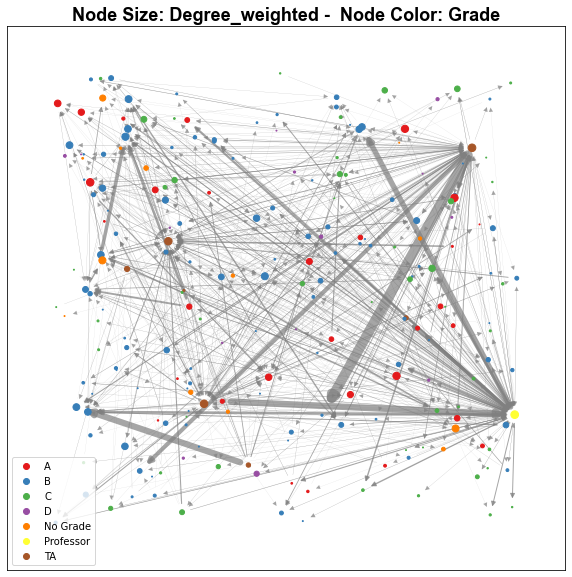 Node Size: Degree_weighted - Node Color: Grade
A
B
C
D
No Grade
Professor
TA